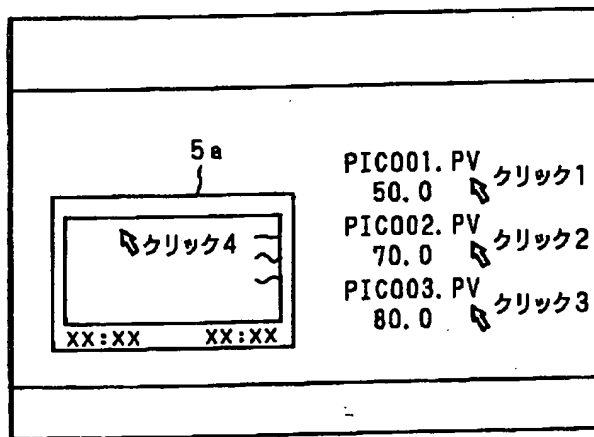 5a
PIC001.PV
50.0 クリック1
PIC002.PV
70.0 クリック2
PIC003.PV
80.0 クリック3
クリック4
XX:XX XX:XX